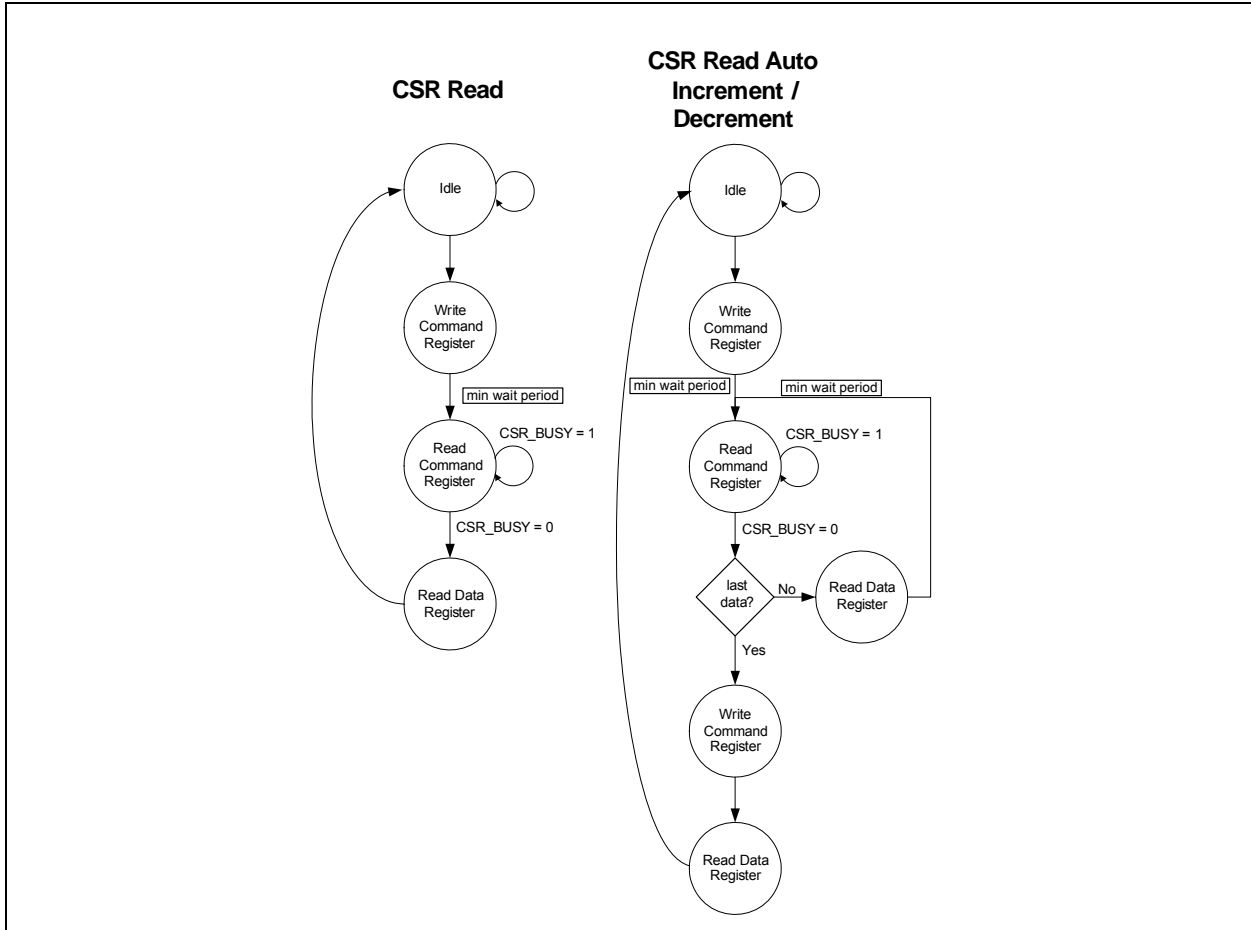 CSR Read
Idle
Write
Command
Register
min wait period
Read
Command
Register
CSR_BUSY = 1
CSR_BUSY = 0
Read Data
Register
CSR Read Auto
Increment /
Decrement
Idle
Write
Command
Register
min wait period
min wait period
Read
Command
Register
CSR_BUSY = 1
CSR_BUSY = 0
last
data?
No
Read Data
Register
Yes
Write
Command
Register
Read Data
Register